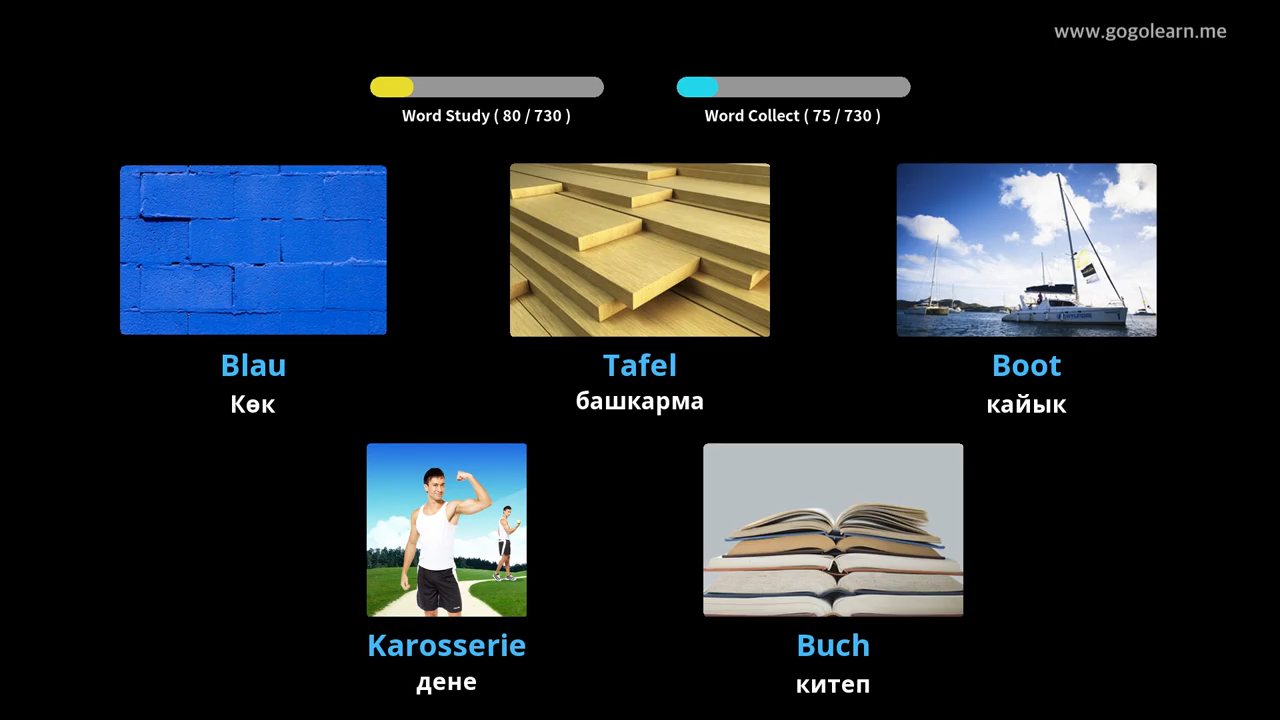 www.gogolearn.me
Word Study ( 80 / 730 )
Word Collect ( 75 / 730 )
Blau
Көк
Tafel
башкарма
Boot
кайык
Karosserie
дене
Buch
китеп